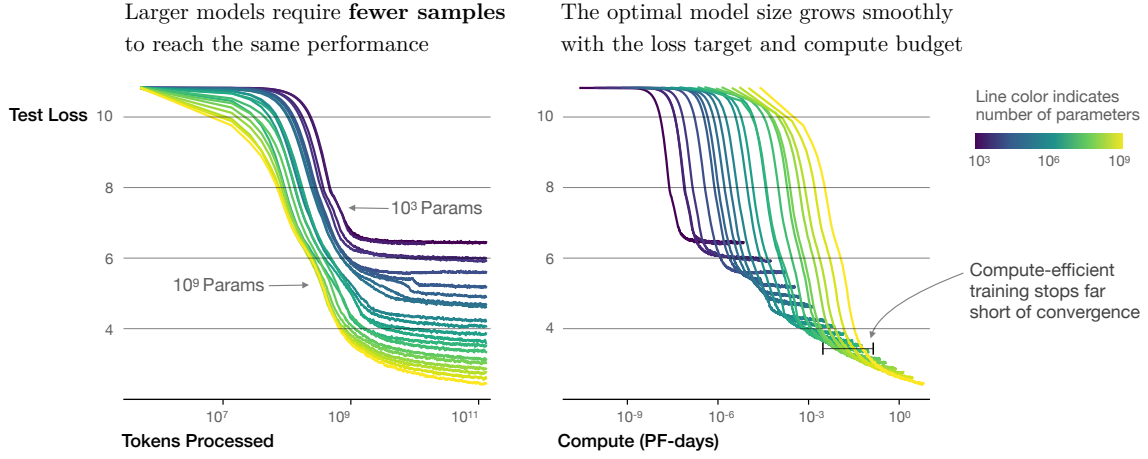 Larger models require fewer samples
to reach the same performance
The optimal model size grows smoothly
with the loss target and compute budget
Test Loss
10
8
6
4
10³ Params
10⁹ Params
10⁷
10⁹
10¹¹
Tokens Processed
10
8
6
4
10⁻⁹
10⁻⁶
10⁻³
10⁰
Compute (PF-days)
Line color indicates
number of parameters
10³
10⁶
10⁹
Compute-efficient
training stops far
short of convergence